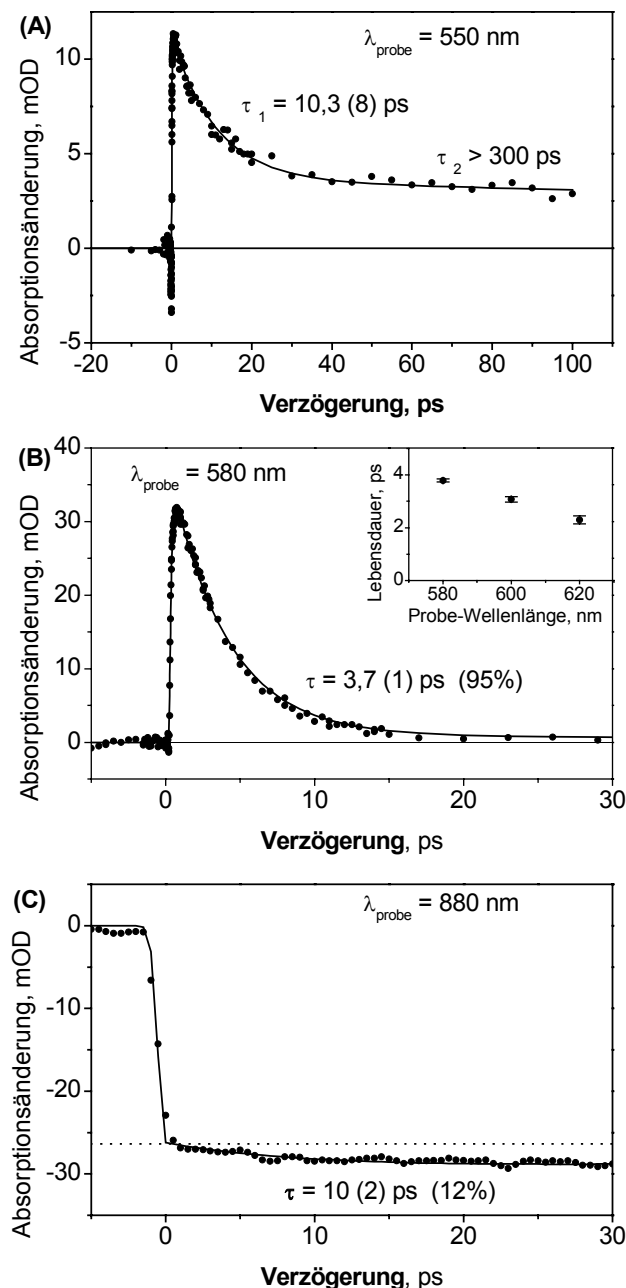 (A)
λprobe = 550 nm
τ 1 = 10,3 (8) ps
τ 2 > 300 ps
Absorptionsänderung, mOD
10
5
0
-5
-20 0 20 40 60 80 100
Verzögerung, ps
(B)
λprobe = 580 nm
Lebensdauer, ps
4
2
0
580 600 620
Probe-Wellenlänge, nm
τ = 3,7 (1) ps (95%)
Absorptionsänderung, mOD
40
30
20
10
0
0 10 20 30
Verzögerung, ps
(C)
λprobe = 880 nm
Absorptionsänderung, mOD
0
-10
-20
-30
τ = 10 (2) ps (12%)
0 10 20 30
Verzögerung, ps